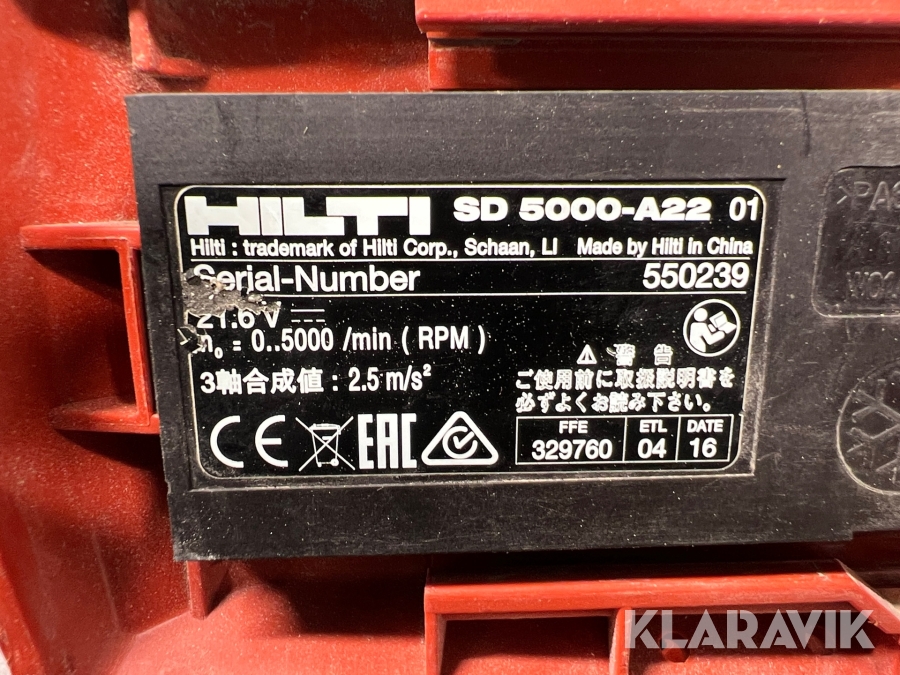 HILTI SD 5000-A22 01
Hilti : trademark of Hilti Corp., Schaan, LI Made by Hilti in China
Serial-Number 550239
21.6 V
n₀ = 0..5000 /min ( RPM )
3軸合成値 : 2.5 m/s²
⚠ 警 告
ご使用前に取扱説明書を
必ずよくお読み下さい。
CE EAC
FFE ETL DATE
329760 04 16
>PA
KLARAVIK